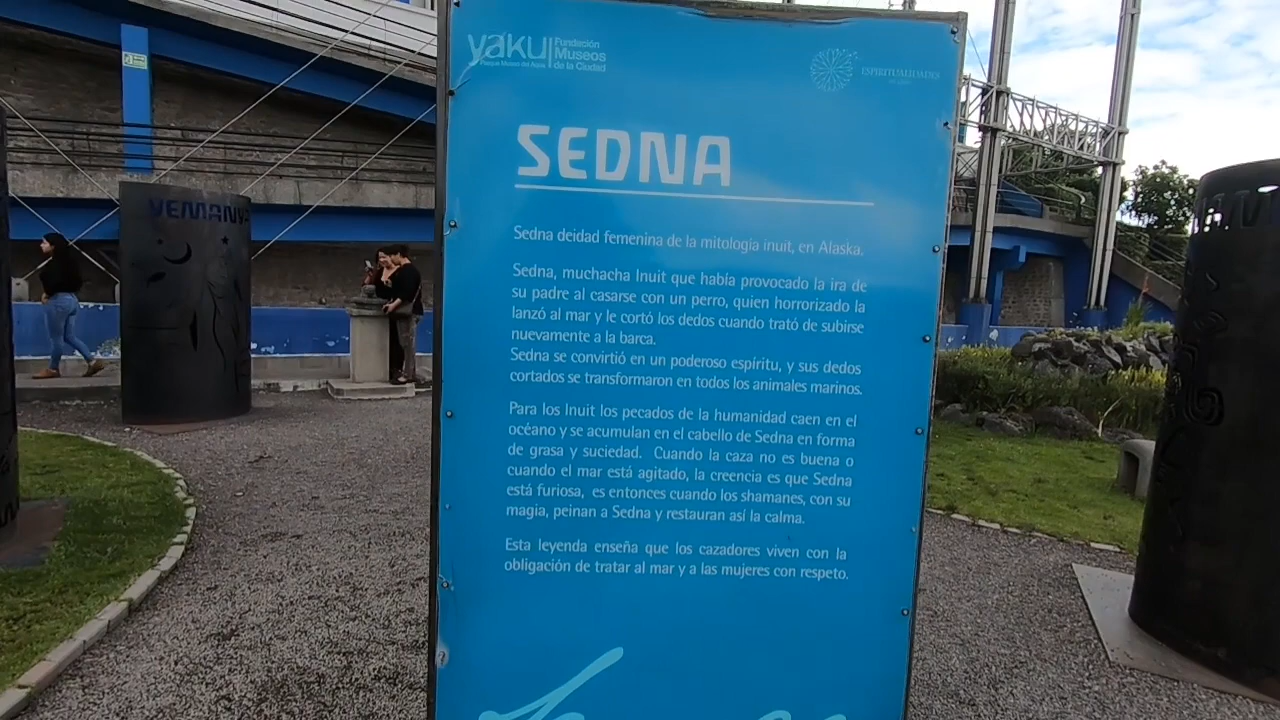 yaku
Parque Museo del Agua
Fundación
Museos
de la Ciudad
ESPIRITUALIDADES
SEDNA
Sedna deidad femenina de la mitología inuit, en Alaska.
Sedna, muchacha Inuit que había provocado la ira de
su padre al casarse con un perro, quien horrorizado la
lanzó al mar y le cortó los dedos cuando trató de subirse
nuevamente a la barca.
Sedna se convirtió en un poderoso espíritu, y sus dedos
cortados se transformaron en todos los animales marinos.
Para los Inuit los pecados de la humanidad caen en el
océano y se acumulan en el cabello de Sedna en forma
de grasa y suciedad. Cuando la caza no es buena o
cuando el mar está agitado, la creencia es que Sedna
está furiosa, es entonces cuando los shamanes, con su
magia, peinan a Sedna y restauran así la calma.
Esta leyenda enseña que los cazadores viven con la
obligación de tratar al mar y a las mujeres con respeto.
YEMANYA